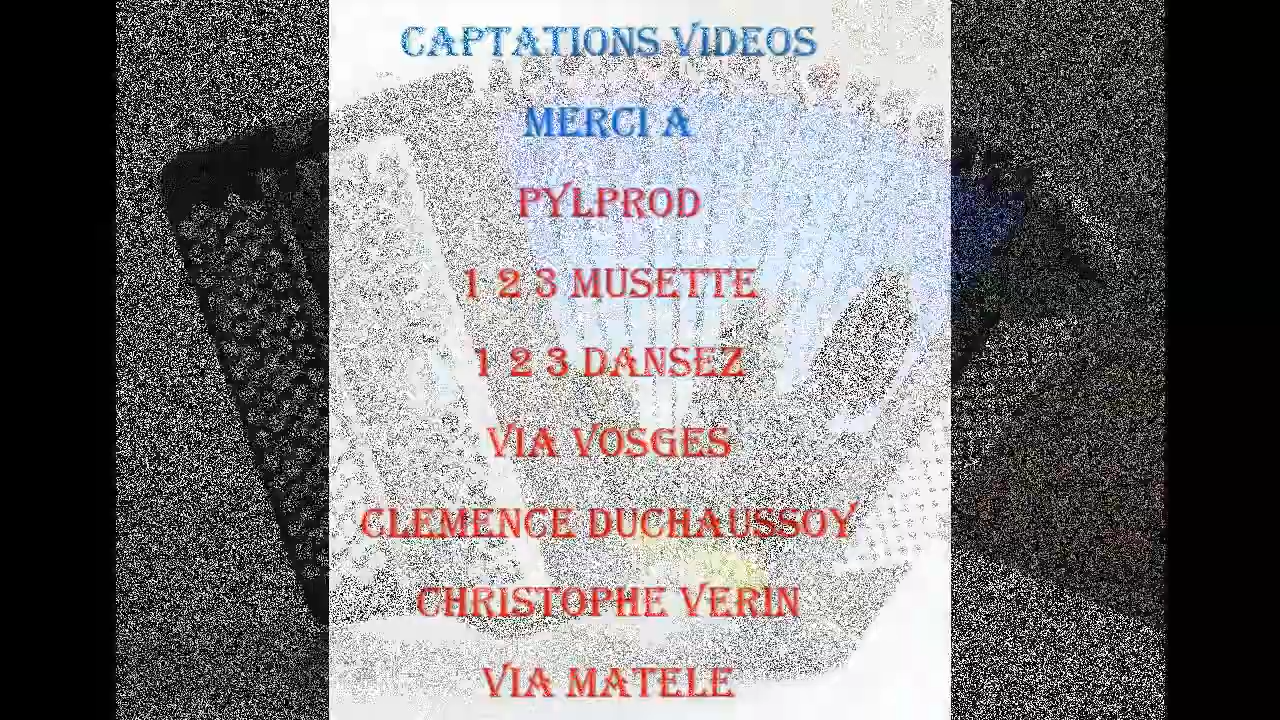 CAPTATIONS VIDEOS
MERCI A
PYLPROD
1 2 3 MUSETTE
1 2 3 DANSEZ
VIA VOSGES
CLEMENCE DUCHAUSSOY
CHRISTOPHE VERIN
VIA MATELE